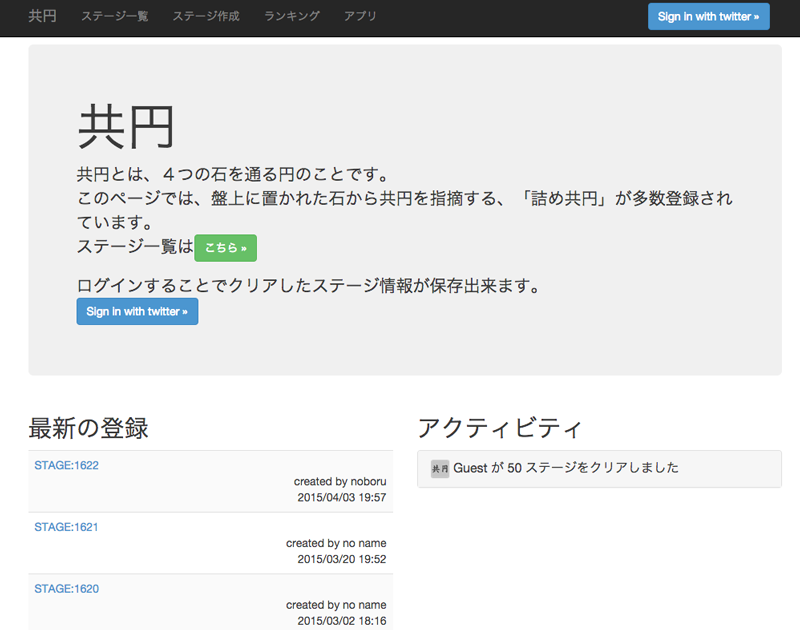 共円 ステージ一覧 ステージ作成 ランキング アプリ Sign in with twitter »
共円
共円とは、４つの石を通る円のことです。
このページでは、盤上に置かれた石から共円を指摘する、「詰め共円」が多数登録され
ています。
ステージ一覧は こちら »
ログインすることでクリアしたステージ情報が保存出来ます。
Sign in with twitter »
最新の登録
STAGE:1622
created by noboru
2015/04/03 19:57
STAGE:1621
created by no name
2015/03/20 19:52
STAGE:1620
created by no name
2015/03/02 18:16
アクティビティ
共円 Guest が 50 ステージをクリアしました